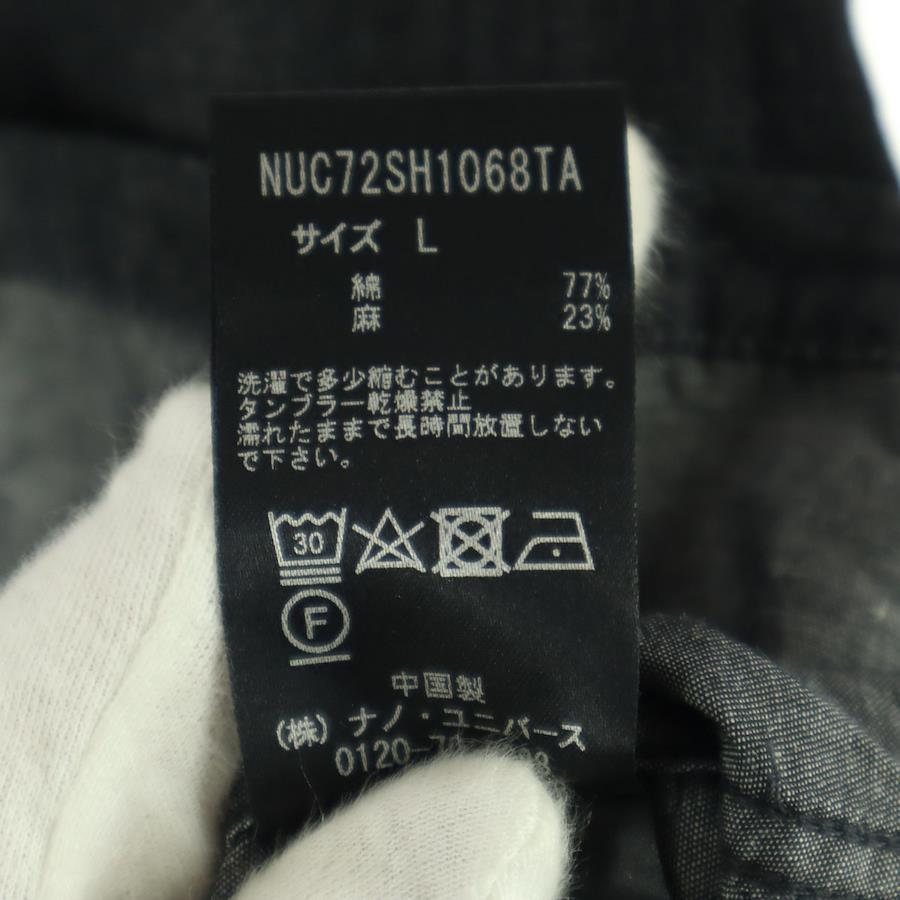 NUC72SH1068TA
サイズ L
綿 77%
麻 23%
洗濯で多少縮むことがあります。
タンブラー乾燥禁止
濡れたままで長時間放置しない
で下さい。
30
F
中国製
(株)ナノ・ユニバース
0120-7